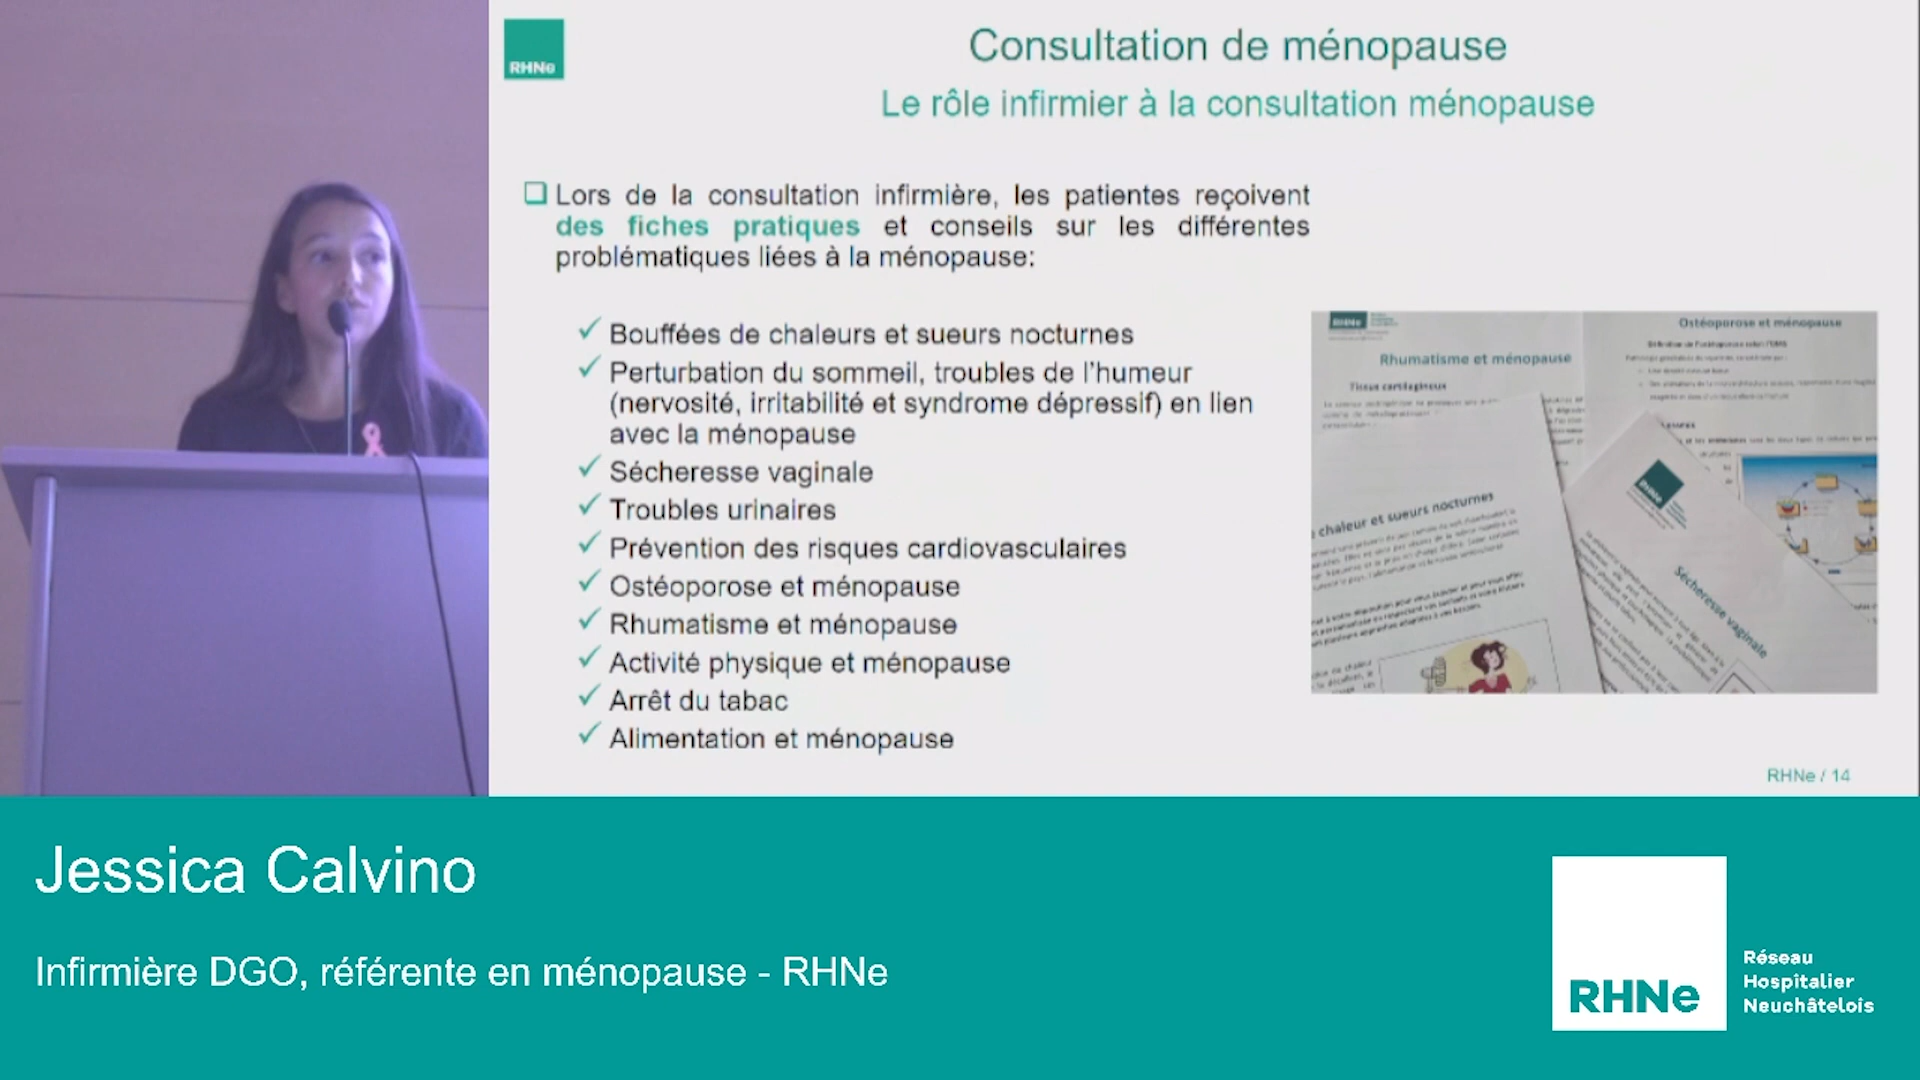 RHNe
Consultation de ménopause
Le rôle infirmier à la consultation ménopause
Lors de la consultation infirmière, les patientes reçoivent
des fiches pratiques et conseils sur les différentes
problématiques liées à la ménopause:
Bouffées de chaleurs et sueurs nocturnes
Perturbation du sommeil, troubles de l'humeur
(nervosité, irritabilité et syndrome dépressif) en lien
avec la ménopause
Sécheresse vaginale
Troubles urinaires
Prévention des risques cardiovasculaires
Ostéoporose et ménopause
Rhumatisme et ménopause
Activité physique et ménopause
Arrêt du tabac
Alimentation et ménopause
RHNe
Rhumatisme et ménopause
Tissus cartilagineux
Ostéoporose et ménopause
chaleur et sueurs nocturnes
RHNe
Sécheresse vaginale
RHNe / 14
Jessica Calvino
Infirmière DGO, référente en ménopause - RHNe
RHNe
Réseau
Hospitalier
Neuchâtelois